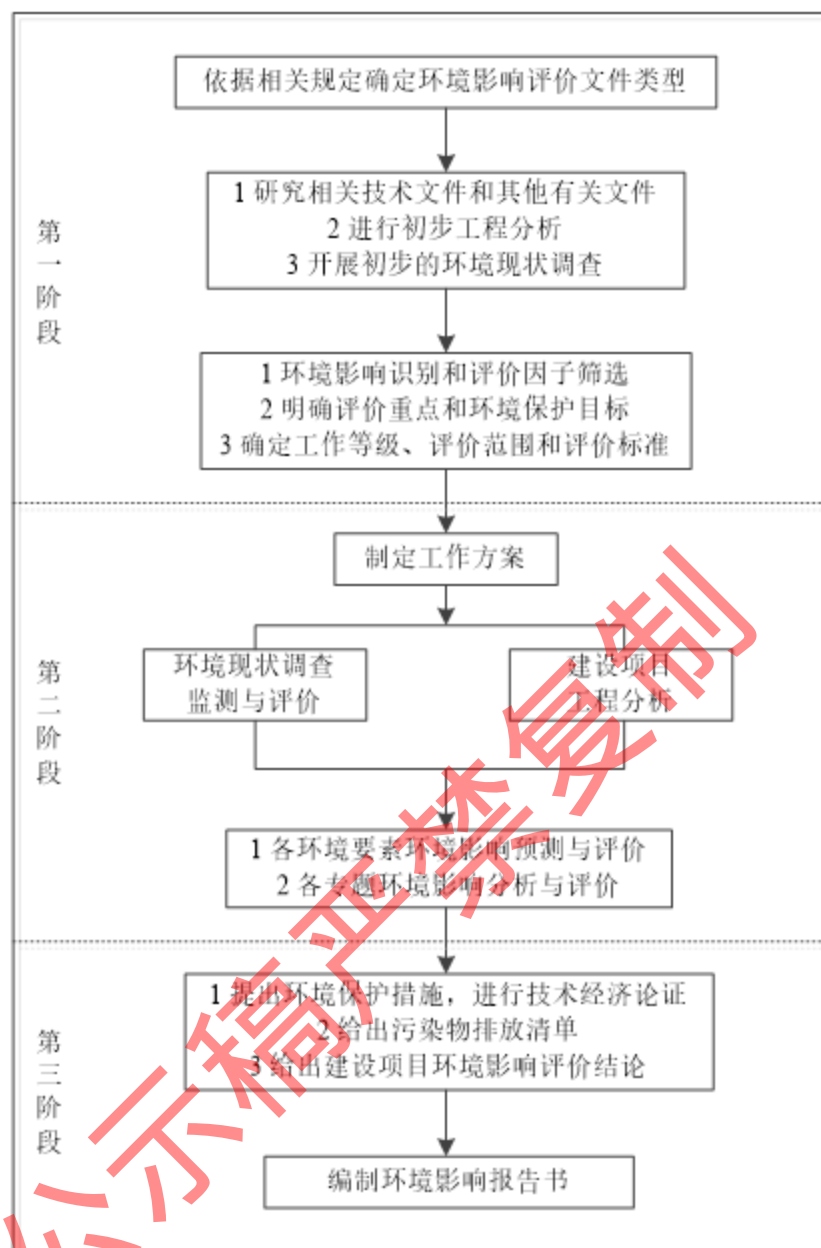 依据相关规定确定环境影响评价文件类型
第一阶段
1 研究相关技术文件和其他有关文件
2 进行初步工程分析
3 开展初步的环境现状调查
1 环境影响识别和评价因子筛选
2 明确评价重点和环境保护目标
3 确定工作等级、评价范围和评价标准
第二阶段
制定工作方案
环境现状调查
监测与评价
建设项目
工程分析
1 各环境要素环境影响预测与评价
2 各专题环境影响分析与评价
第三阶段
1 提出环境保护措施，进行技术经济论证
2 给出污染物排放清单
3 给出建设项目环境影响评价结论
编制环境影响报告书
公示稿严禁复制